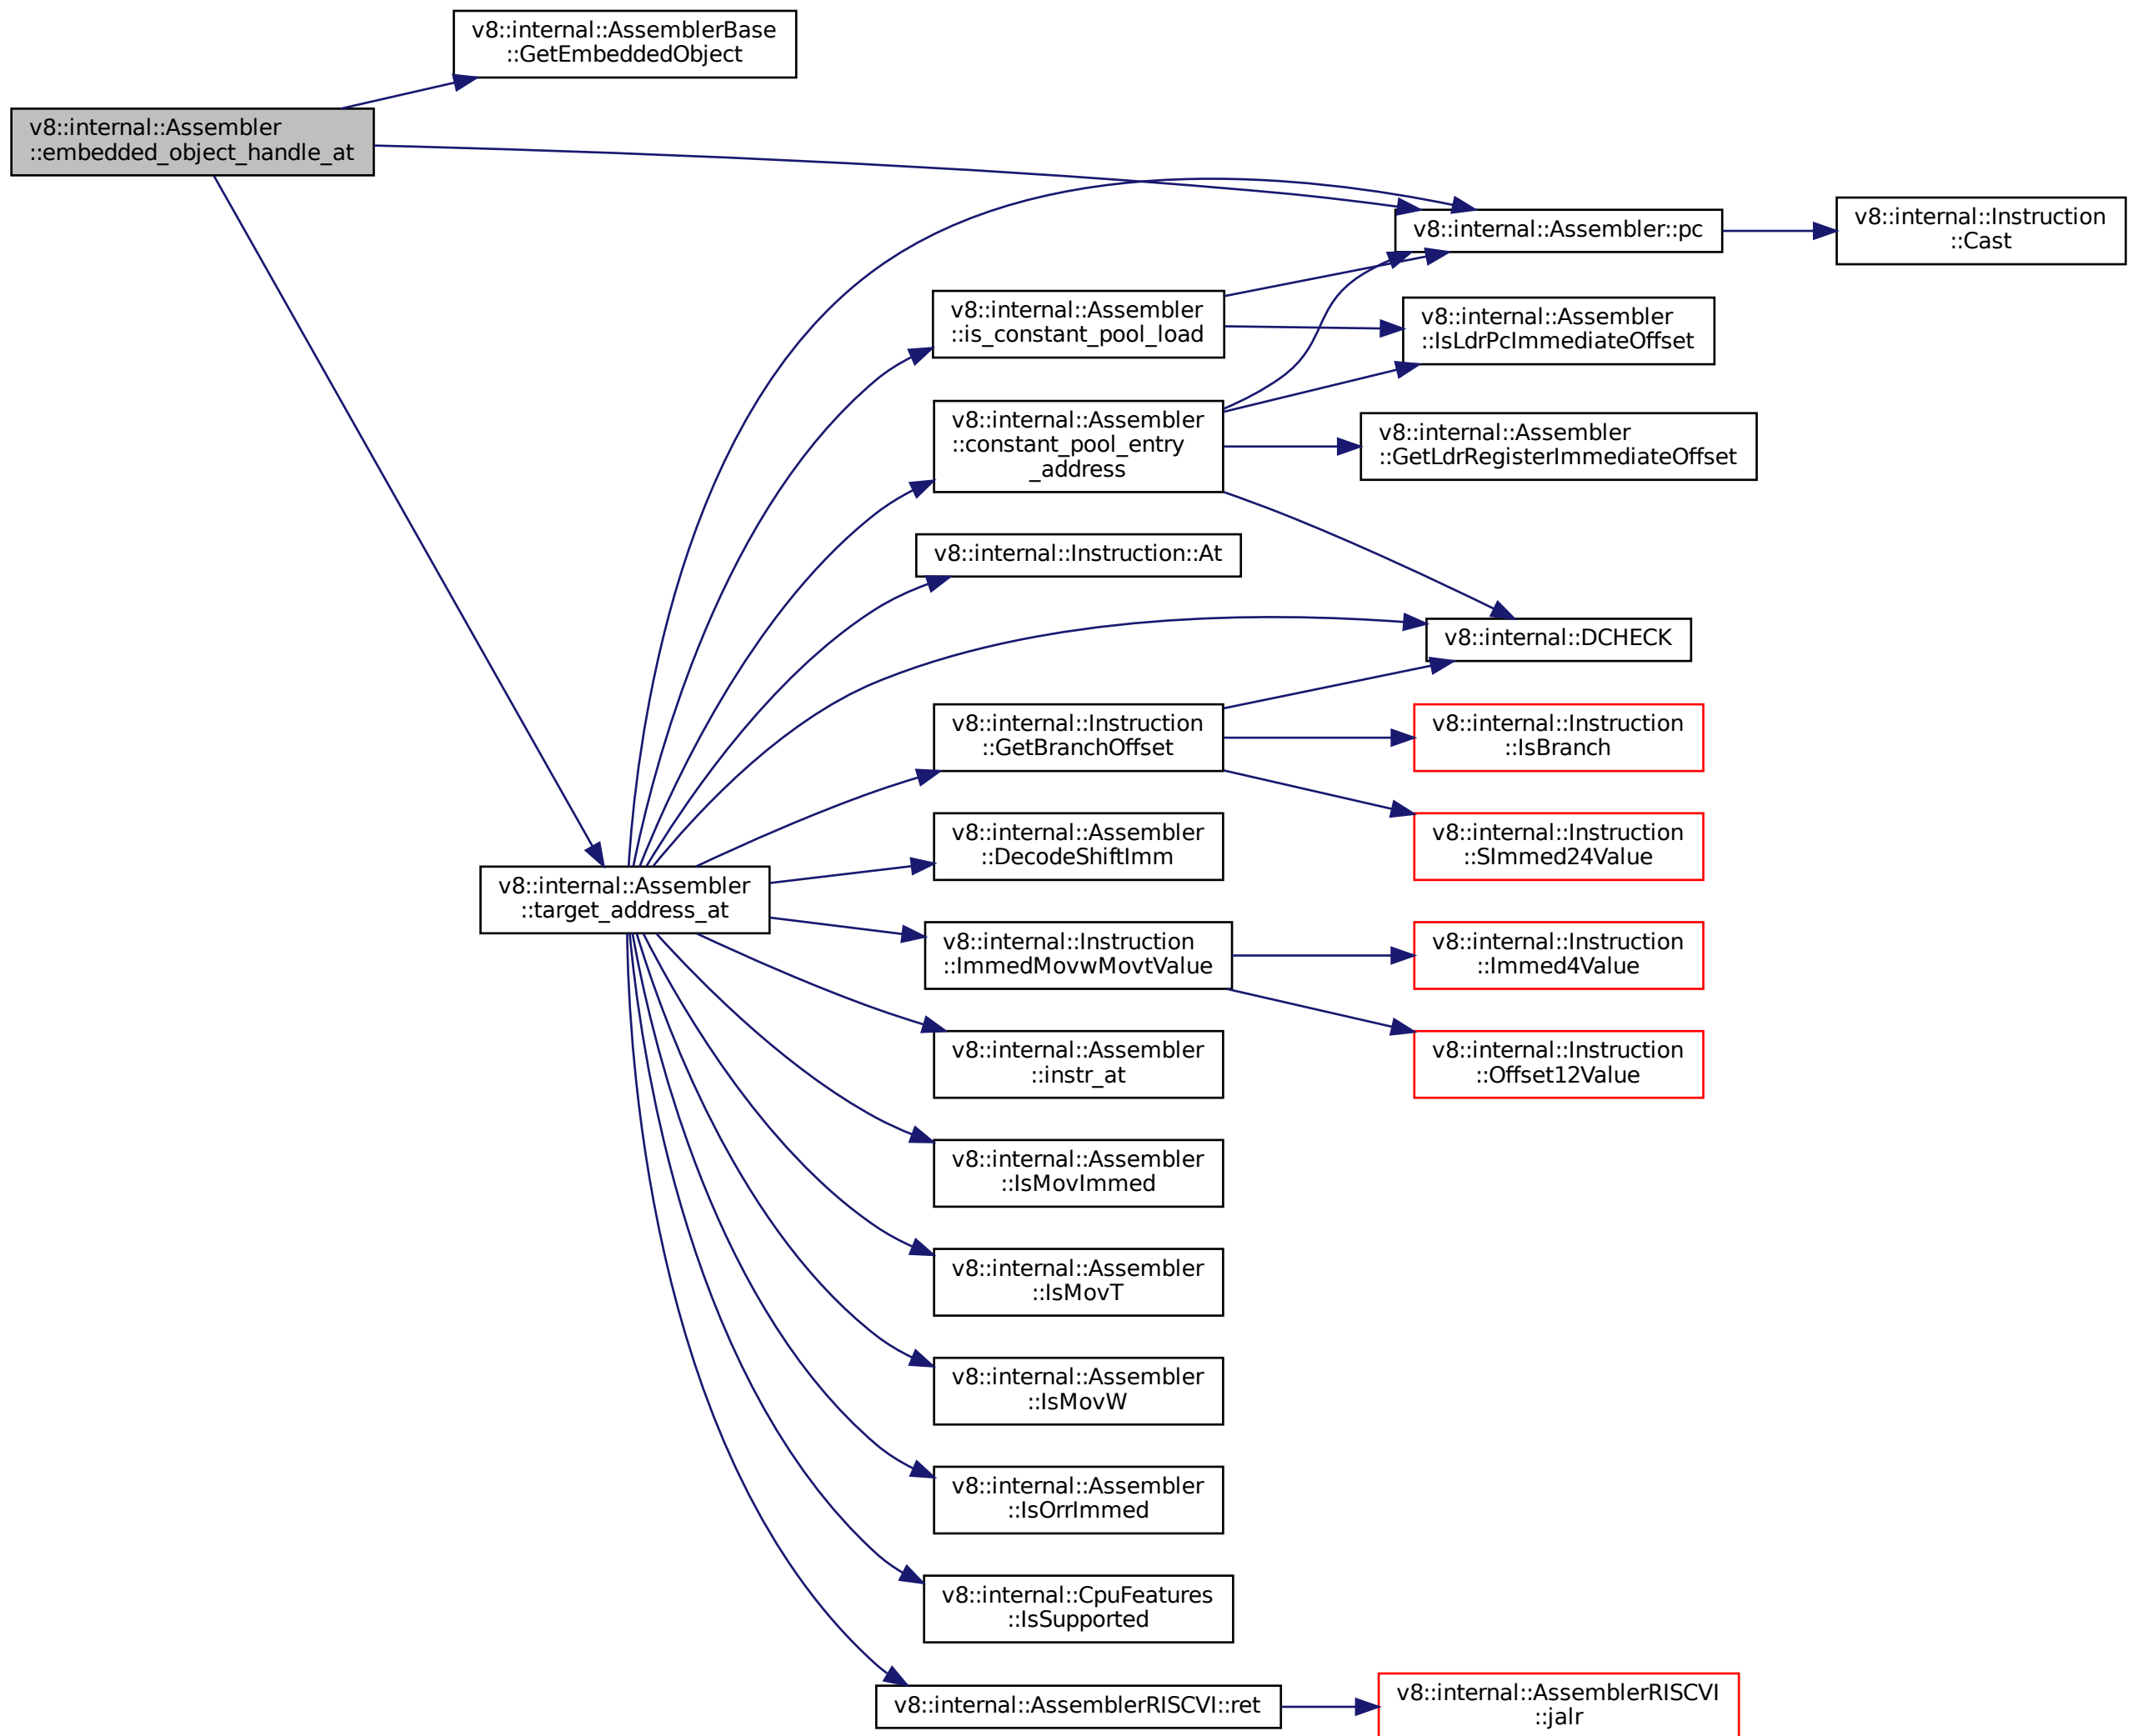 v8::internal::AssemblerBase
::GetEmbeddedObject
v8::internal::Assembler
::embedded_object_handle_at
v8::internal::Assembler::pc
v8::internal::Instruction
::Cast
v8::internal::Assembler
::is_constant_pool_load
v8::internal::Assembler
::IsLdrPcImmediateOffset
v8::internal::Assembler
::constant_pool_entry
_address
v8::internal::Assembler
::GetLdrRegisterImmediateOffset
v8::internal::Instruction::At
v8::internal::DCHECK
v8::internal::Instruction
::GetBranchOffset
v8::internal::Instruction
::IsBranch
v8::internal::Assembler
::DecodeShiftImm
v8::internal::Instruction
::SImmed24Value
v8::internal::Assembler
::target_address_at
v8::internal::Instruction
::ImmedMovwMovtValue
v8::internal::Instruction
::Immed4Value
v8::internal::Assembler
::instr_at
v8::internal::Instruction
::Offset12Value
v8::internal::Assembler
::IsMovImmed
v8::internal::Assembler
::IsMovT
v8::internal::Assembler
::IsMovW
v8::internal::Assembler
::IsOrrImmed
v8::internal::CpuFeatures
::IsSupported
v8::internal::AssemblerRISCVI::ret
v8::internal::AssemblerRISCVI
::jalr